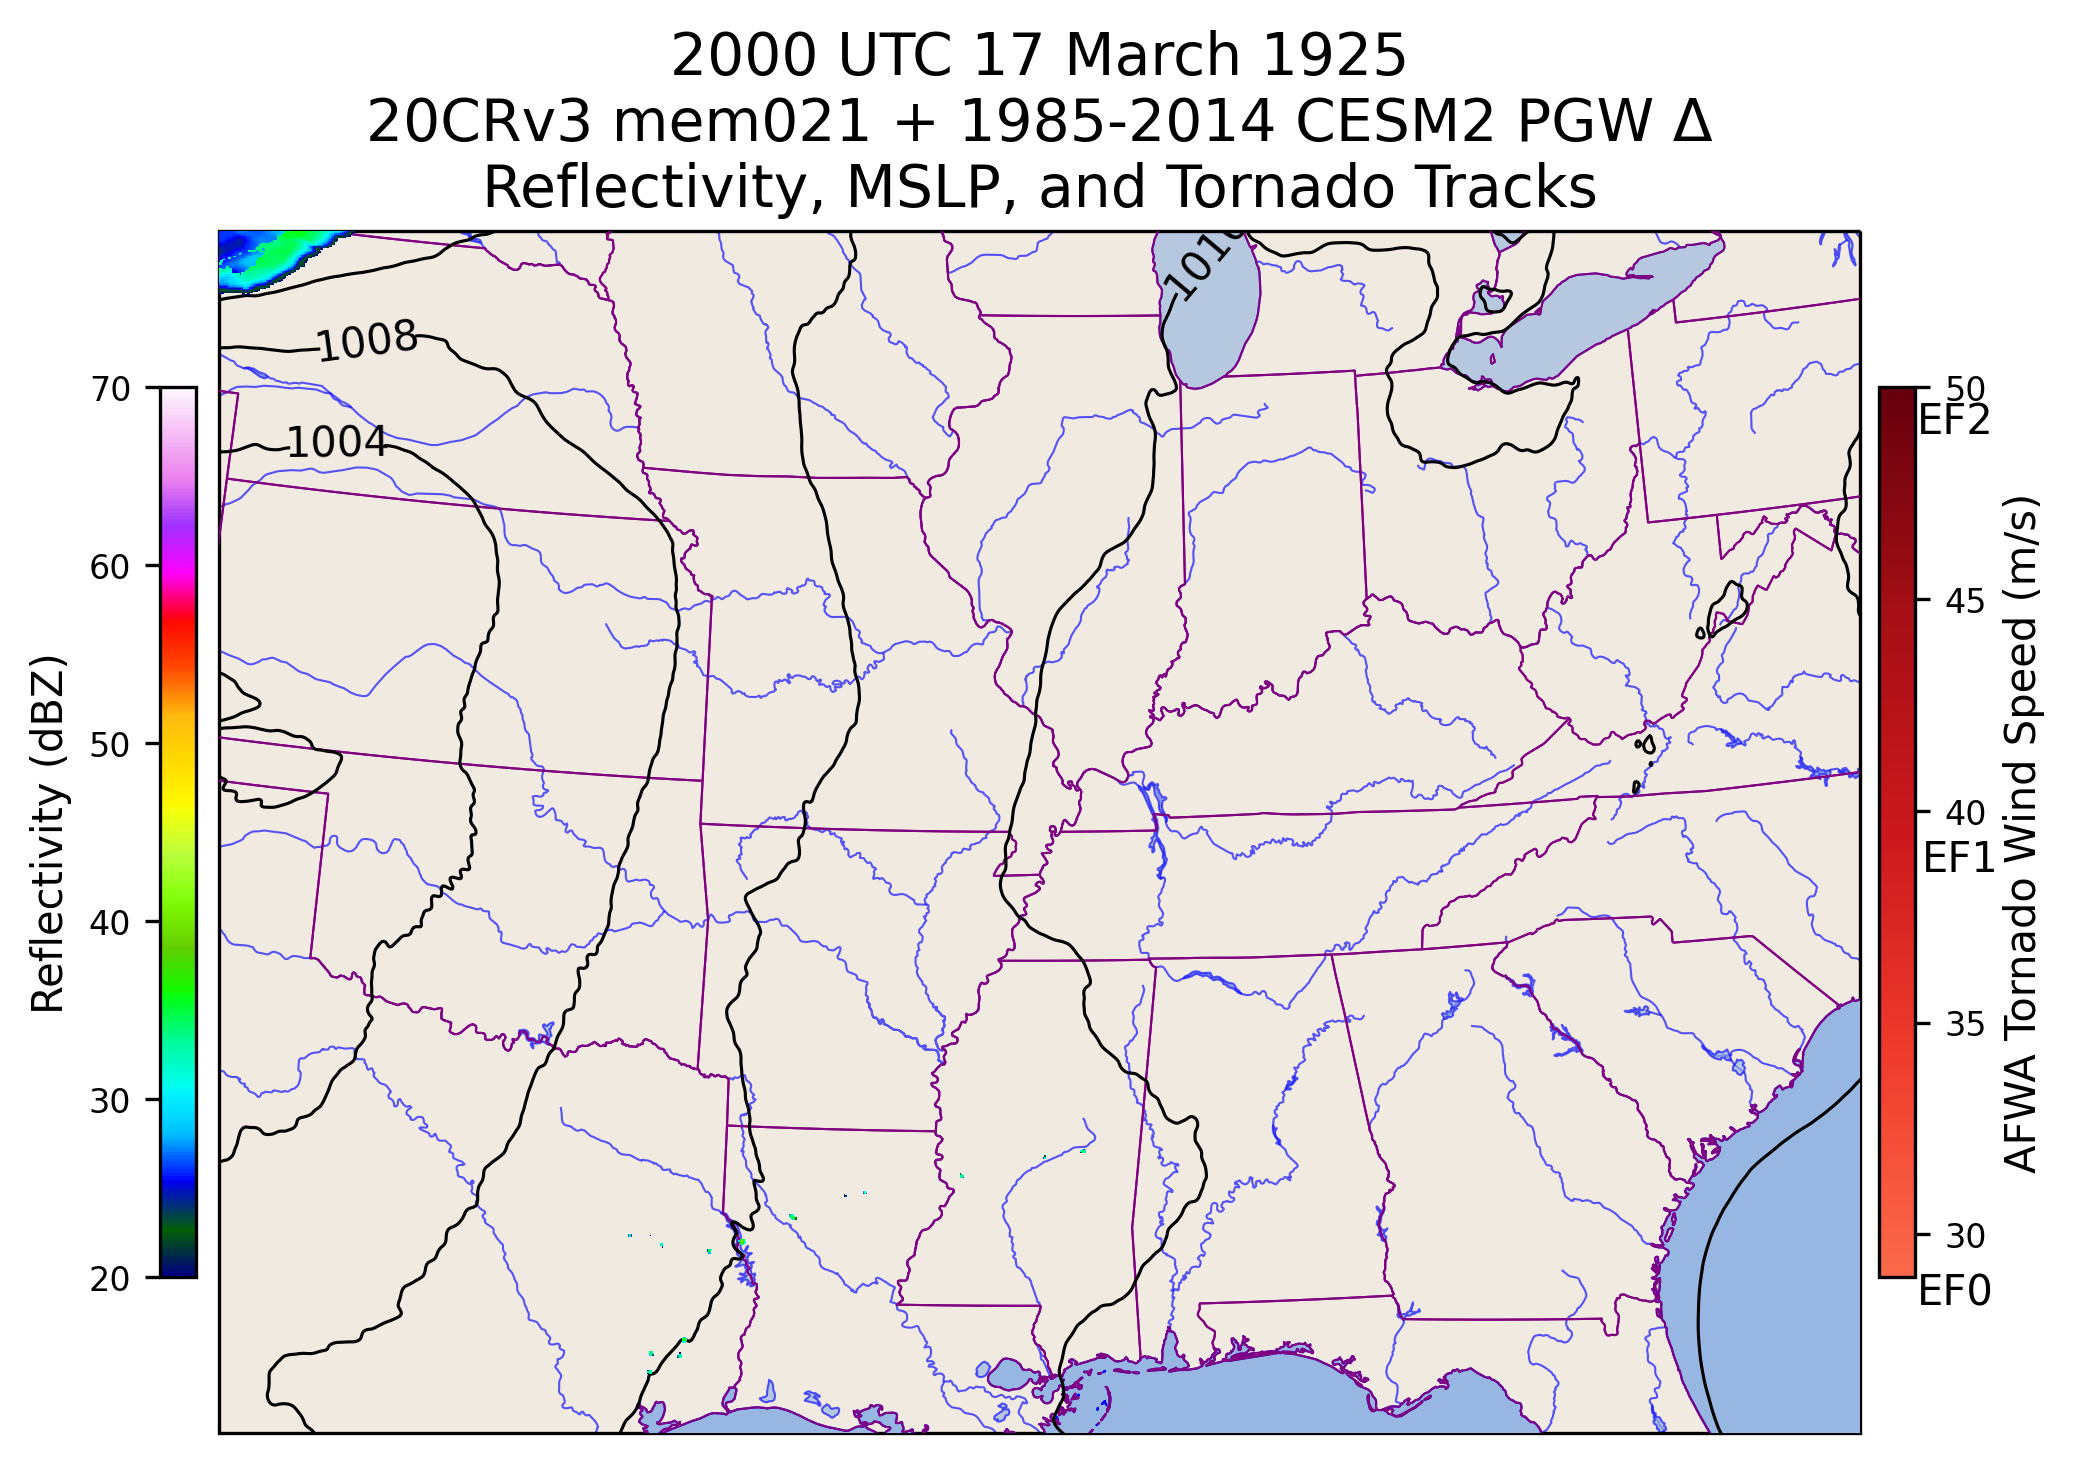 2000 UTC 17 March 1925
20CRv3 mem021 + 1985-2014 CESM2 PGW Δ
Reflectivity, MSLP, and Tornado Tracks
101
1008
1004
70
60
50
40
30
20
Reflectivity (dBZ)
50
EF2
45
40
EF1
35
30
EF0
AFWA Tornado Wind Speed (m/s)